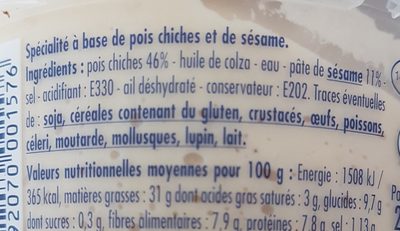 Spécialité à base de pois chiches et de sésame.
Ingrédients : pois chiches 46% - huile de colza - eau - pâte de sésame 11% -
sel - acidifiant : E330 - ail déshydraté - conservateur : E202. Traces éventuelles
de : soja, céréales contenant du gluten, crustacés, œufs, poissons,
céleri, moutarde, mollusques, lupin, lait.
Valeurs nutritionnelles moyennes pour 100 g : Energie : 1508 kJ /
365 kcal, matières grasses : 31 g dont acides gras saturés : 3 g, glucides : 9,7 g
dont sucres : 0,3 g, fibres alimentaires : 7,9 g, protéines : 7,8 g, sel : 1,13 g
92070 001576